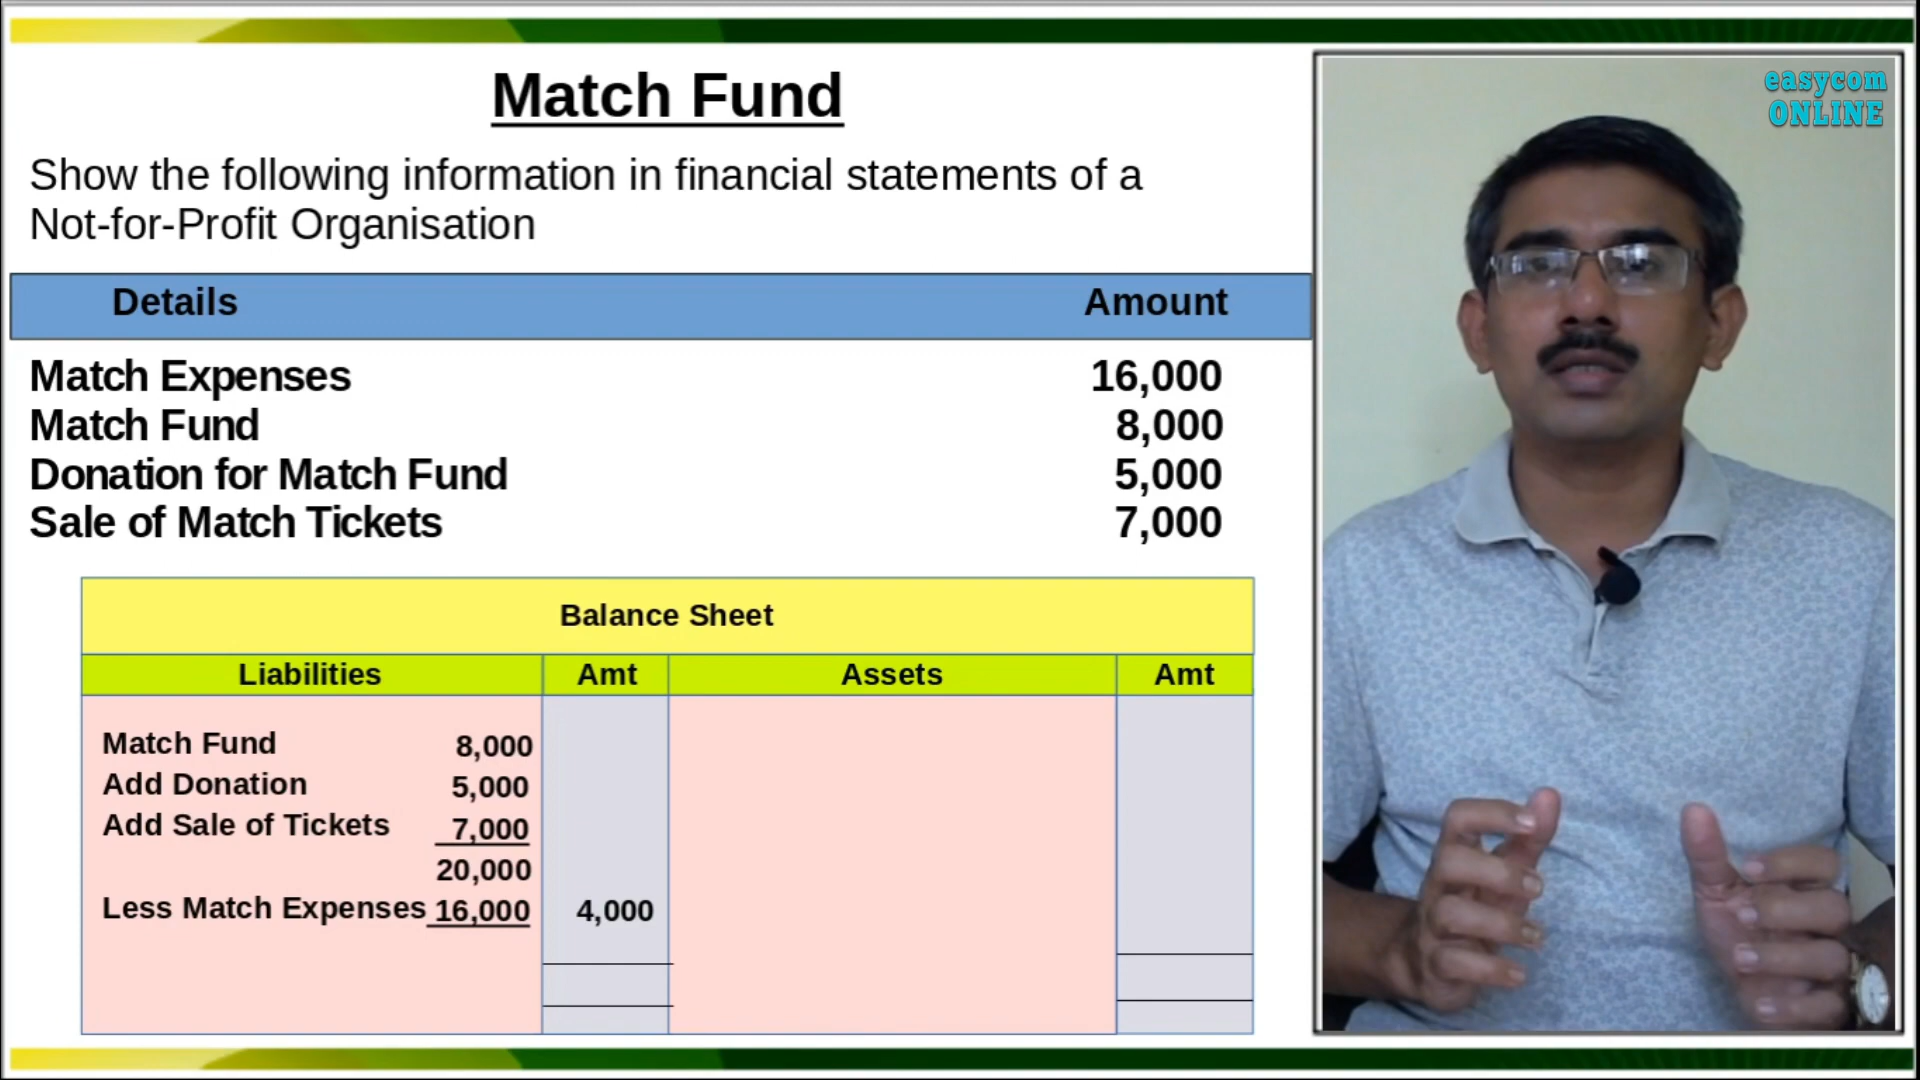 Match Fund
Show the following information in financial statements of a
Not-for-Profit Organisation
Details Amount
Match Expenses 16,000
Match Fund 8,000
Donation for Match Fund 5,000
Sale of Match Tickets 7,000
Balance Sheet
Liabilities Amt Assets Amt
Match Fund 8,000
Add Donation 5,000
Add Sale of Tickets 7,000
20,000
Less Match Expenses 16,000 4,000
easycom
ONLINE